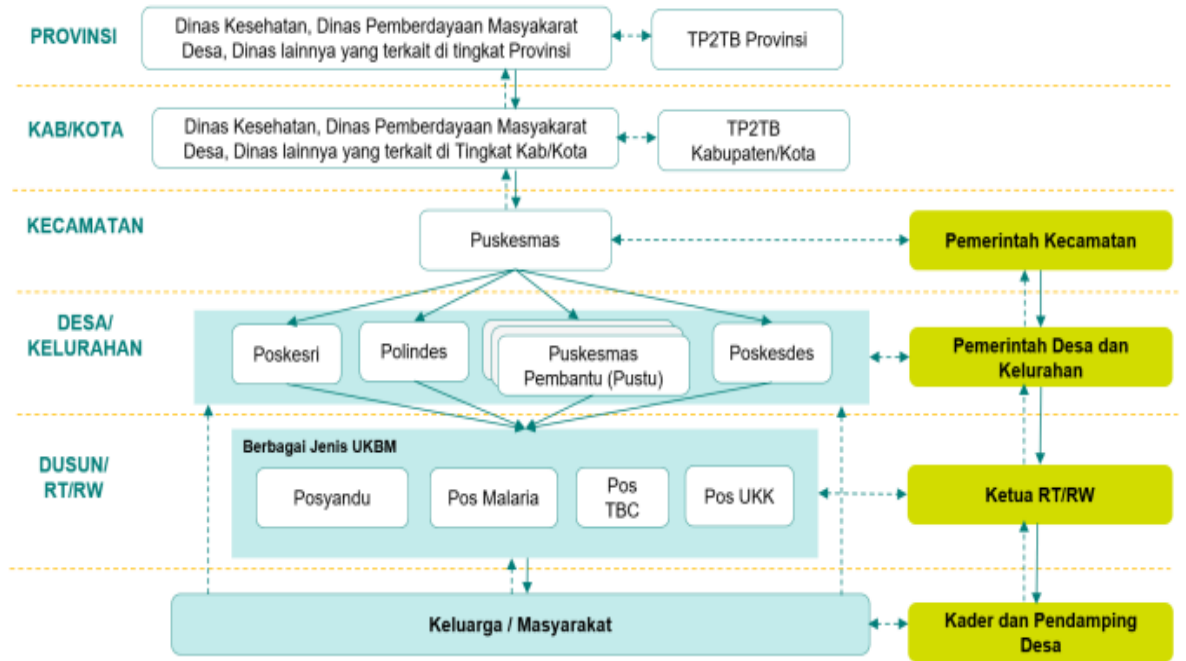 PROVINSI
Dinas Kesehatan, Dinas Pemberdayaan Masyakarat
Desa, Dinas lainnya yang terkait di tingkat Provinsi
TP2TB Provinsi
KAB/KOTA
Dinas Kesehatan, Dinas Pemberdayaan Masyakarat
Desa, Dinas lainnya yang terkait di Tingkat Kab/Kota
TP2TB
Kabupaten/Kota
KECAMATAN
Puskesmas
Pemerintah Kecamatan
DESA/
KELURAHAN
Poskesri
Polindes
Puskesmas
Pembantu (Pustu)
Poskesdes
Pemerintah Desa dan
Kelurahan
DUSUN/
RT/RW
Berbagai Jenis UKBM
Posyandu
Pos Malaria
Pos
TBC
Pos UKK
Ketua RT/RW
Keluarga / Masyarakat
Kader dan Pendamping
Desa